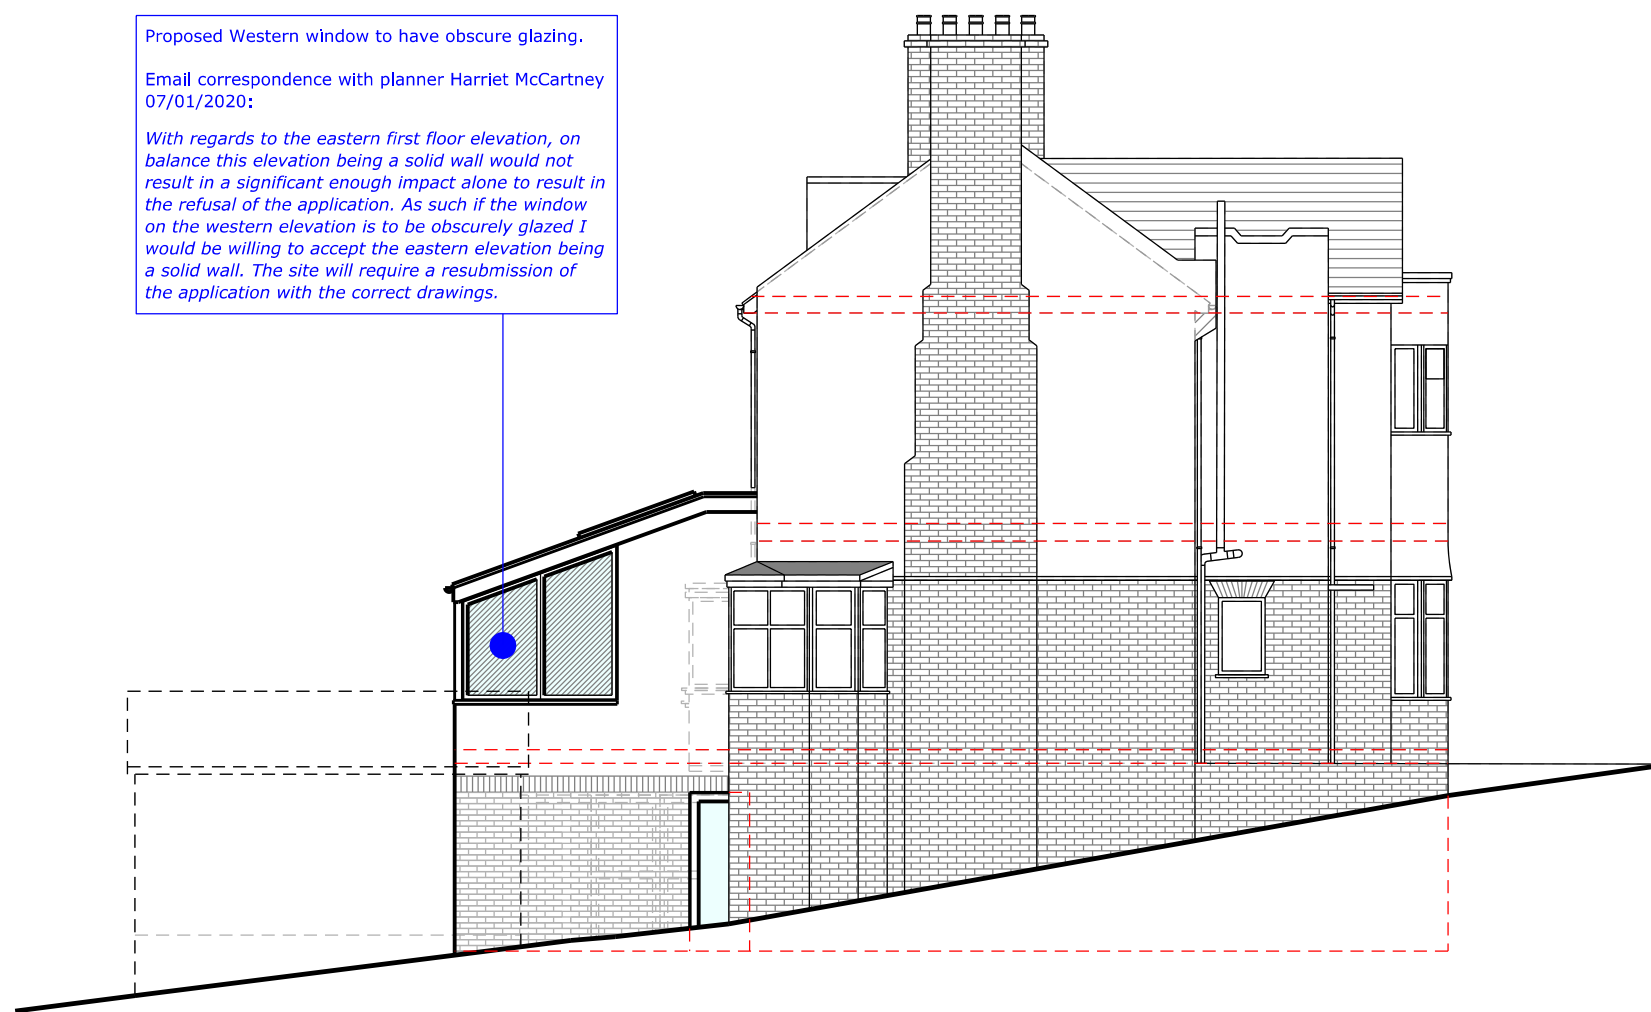 Proposed Western window to have obscure glazing.
Email correspondence with planner Harriet McCartney
07/01/2020:
With regards to the eastern first floor elevation, on
balance this elevation being a solid wall would not
result in a significant enough impact alone to result in
the refusal of the application. As such if the window
on the western elevation is to be obscurely glazed I
would be willing to accept the eastern elevation being
a solid wall. The site will require a resubmission of
the application with the correct drawings.